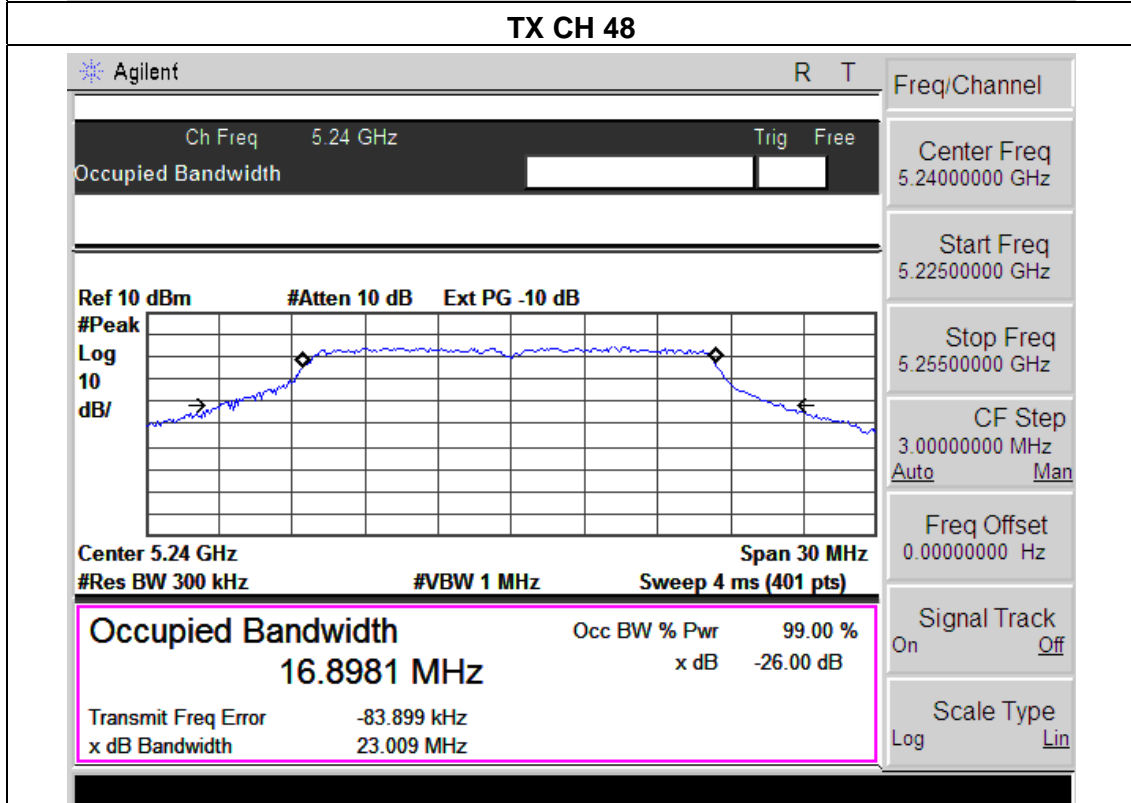 TX CH 48
Agilent R T
Freq/Channel
Ch Freq 5.24 GHz Trig Free
Occupied Bandwidth
Center Freq
5.24000000 GHz
Start Freq
5.22500000 GHz
Stop Freq
5.25500000 GHz
CF Step
3.00000000 MHz
Auto Man
Freq Offset
0.00000000 Hz
Signal Track
On Off
Scale Type
Log Lin
Ref 10 dBm #Atten 10 dB Ext PG -10 dB
#Peak
Log
10
dB/
Center 5.24 GHz Span 30 MHz
#Res BW 300 kHz #VBW 1 MHz Sweep 4 ms (401 pts)
Occupied Bandwidth Occ BW % Pwr 99.00 %
16.8981 MHz x dB -26.00 dB
Transmit Freq Error -83.899 kHz
x dB Bandwidth 23.009 MHz